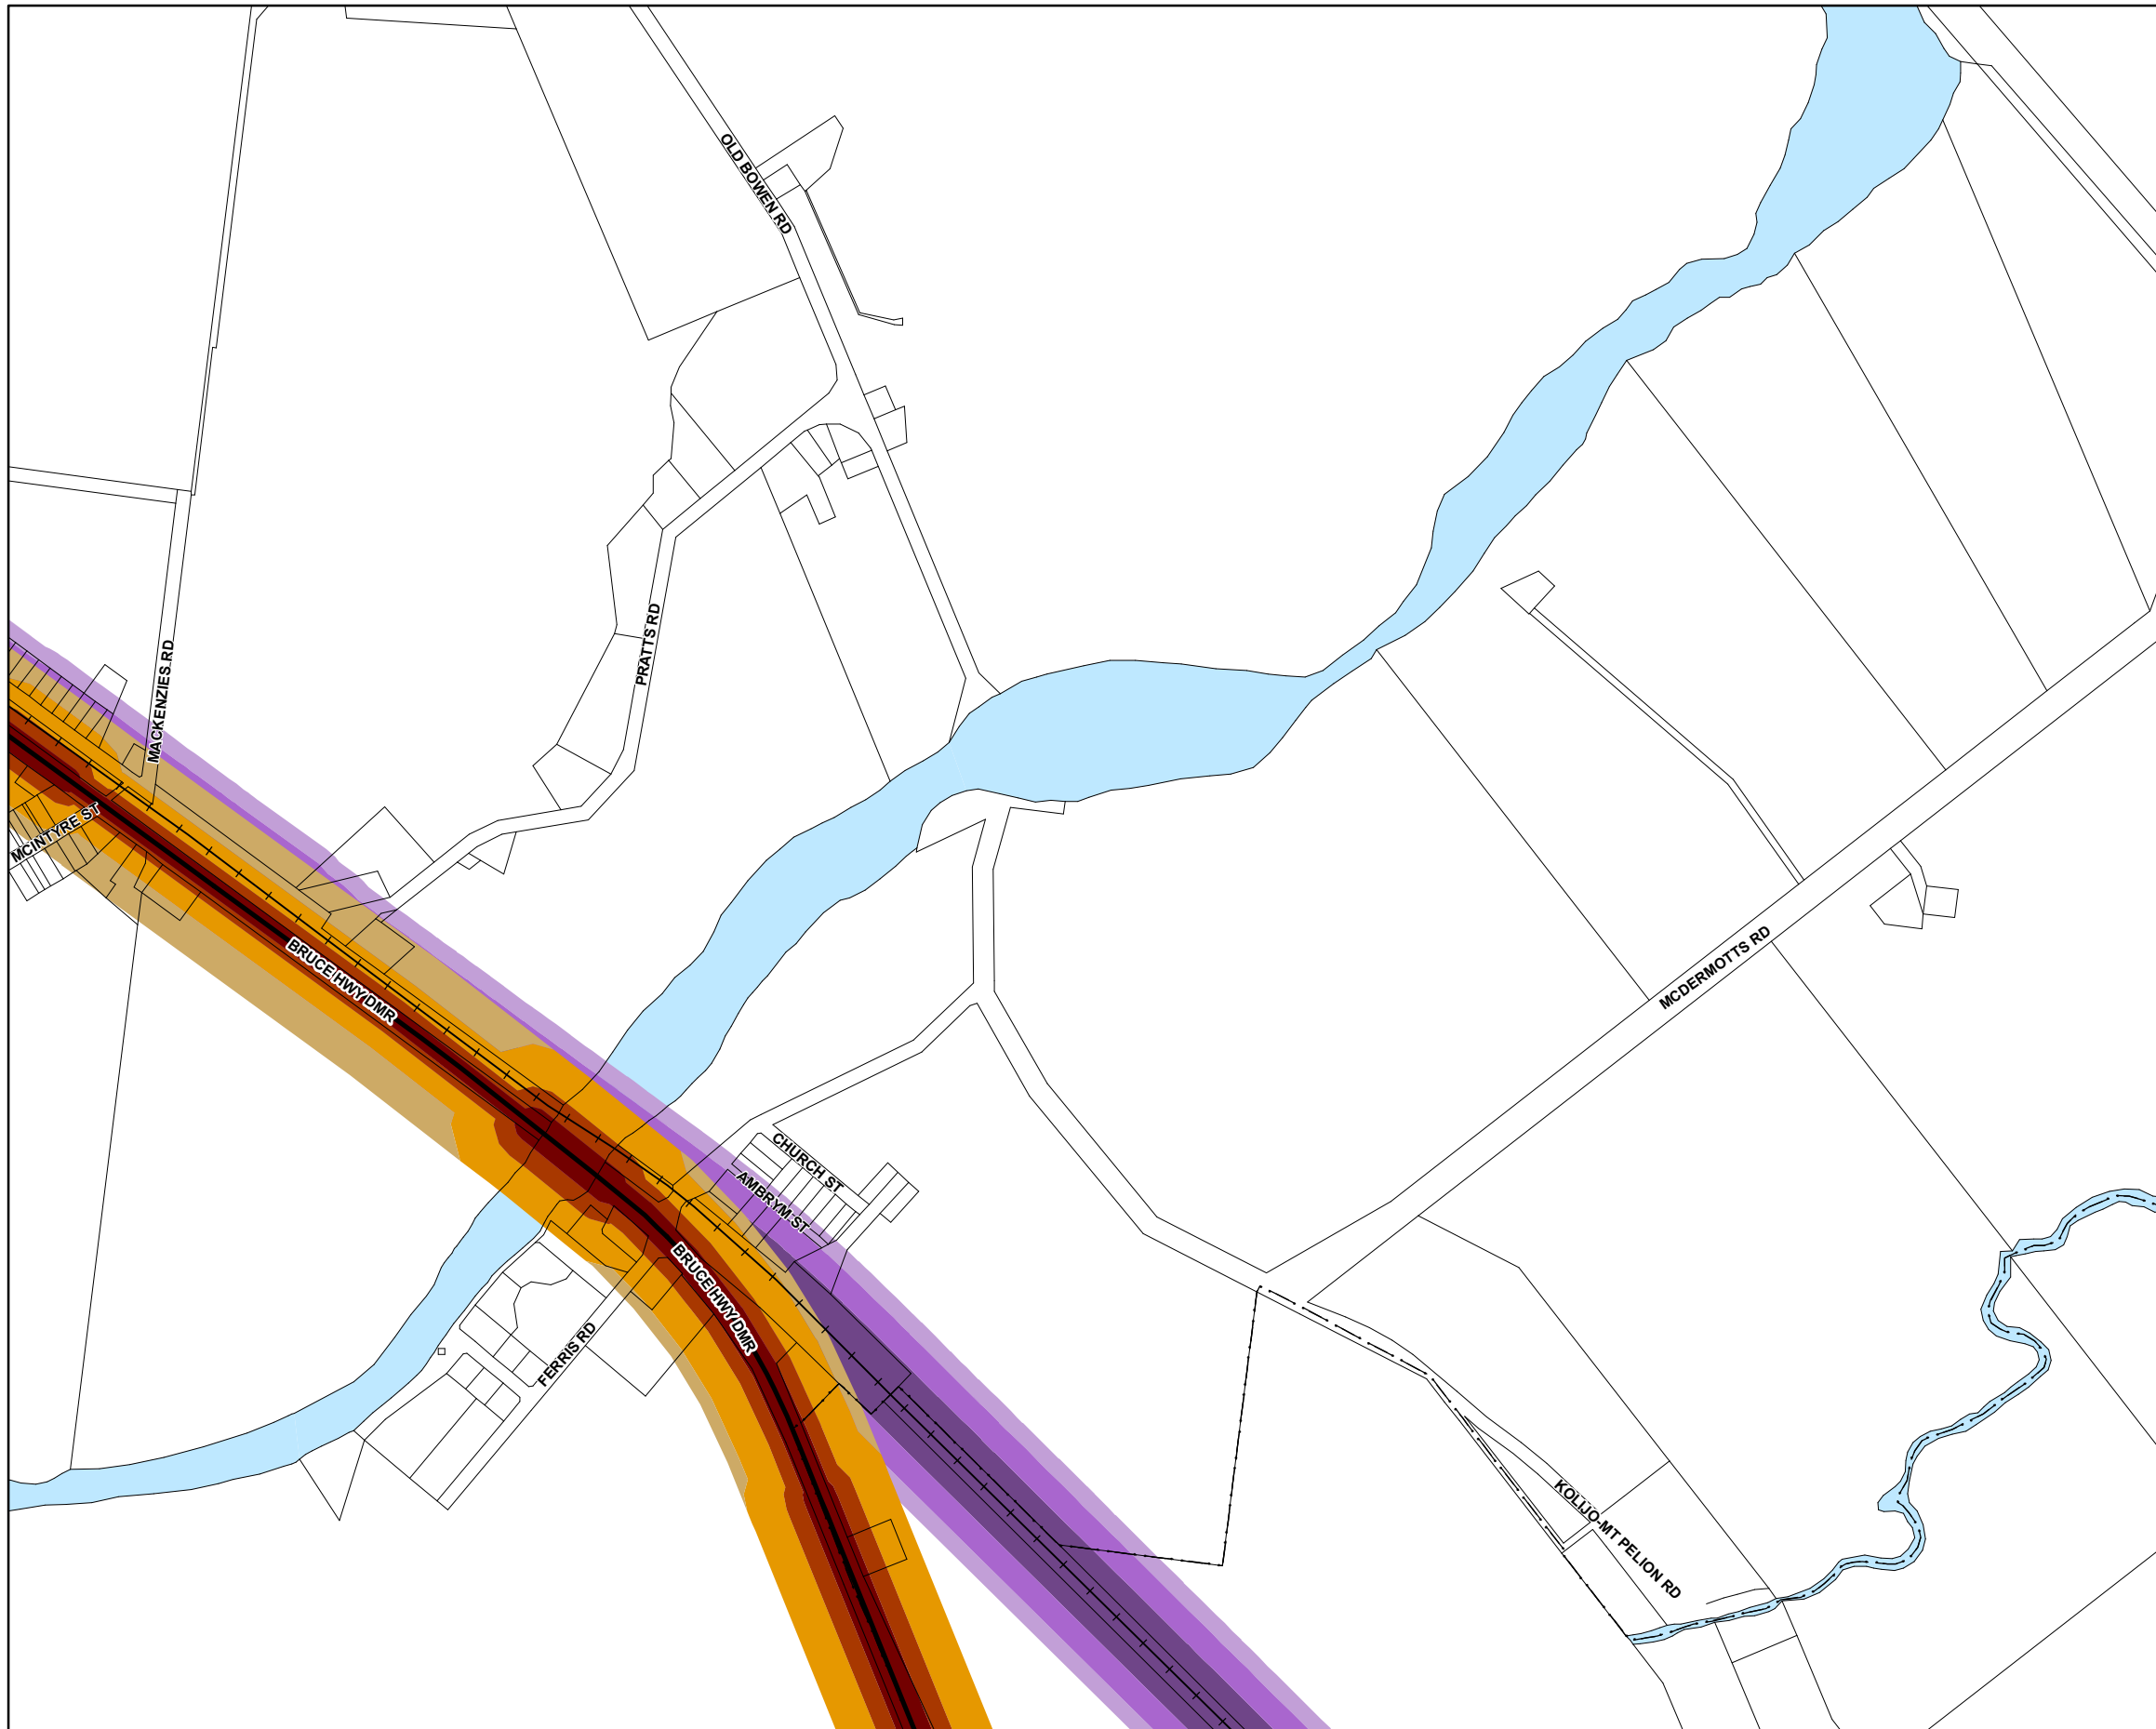 OLD BOWEN RD
PRATTS RD
MACKENZIES RD
MCINTYRE ST
BRUCE HWY DMR
MCDERMOTTS RD
CHURCH ST
AMBRYM ST
BRUCE HWY DMR
FERRIS RD
KOLIJO-MT PELION RD